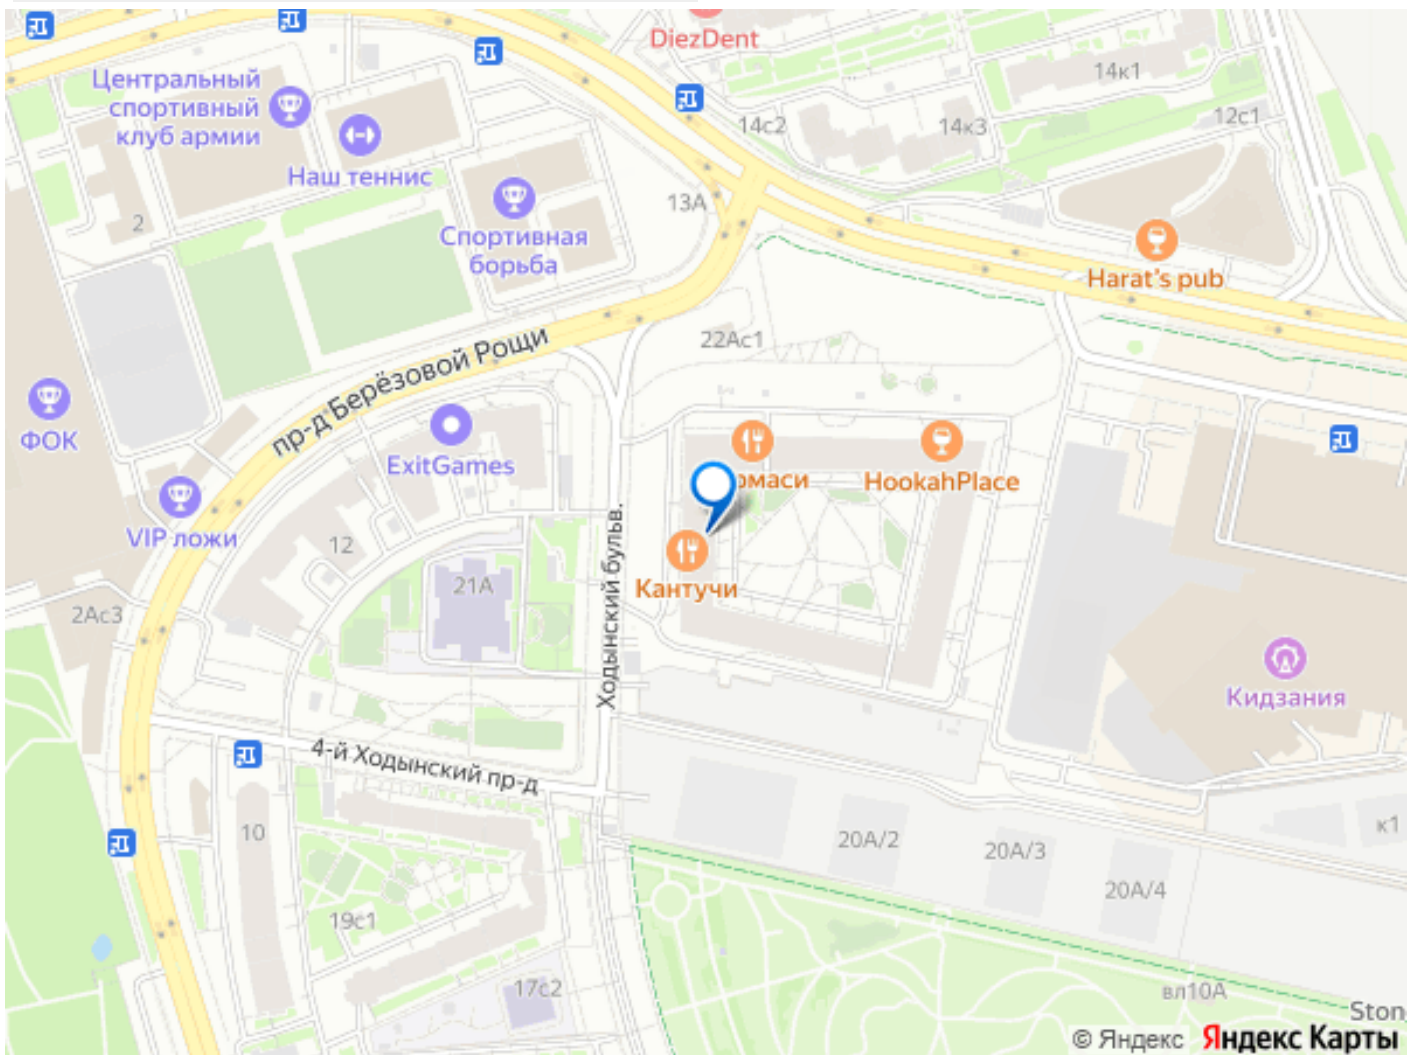 DiezDent
Центральный
спортивный
клуб армии
14к1
12с1
14с2
14к3
Наш теннис
13А
2
Спортивная
борьба
Harat's pub
22Ас1
пр-д Берёзовой Рощи
ФОК
ExitGames
омаси
HookahPlace
VIP ложи
12
Ходынский бульв.
21А
Кантучи
2Ас3
Кидзания
4-й Ходынский пр-д
10
20А/2
20А/3
к1
20А/4
19с1
17с2
вл10А
Ston
© Яндекс Яндекс Карты